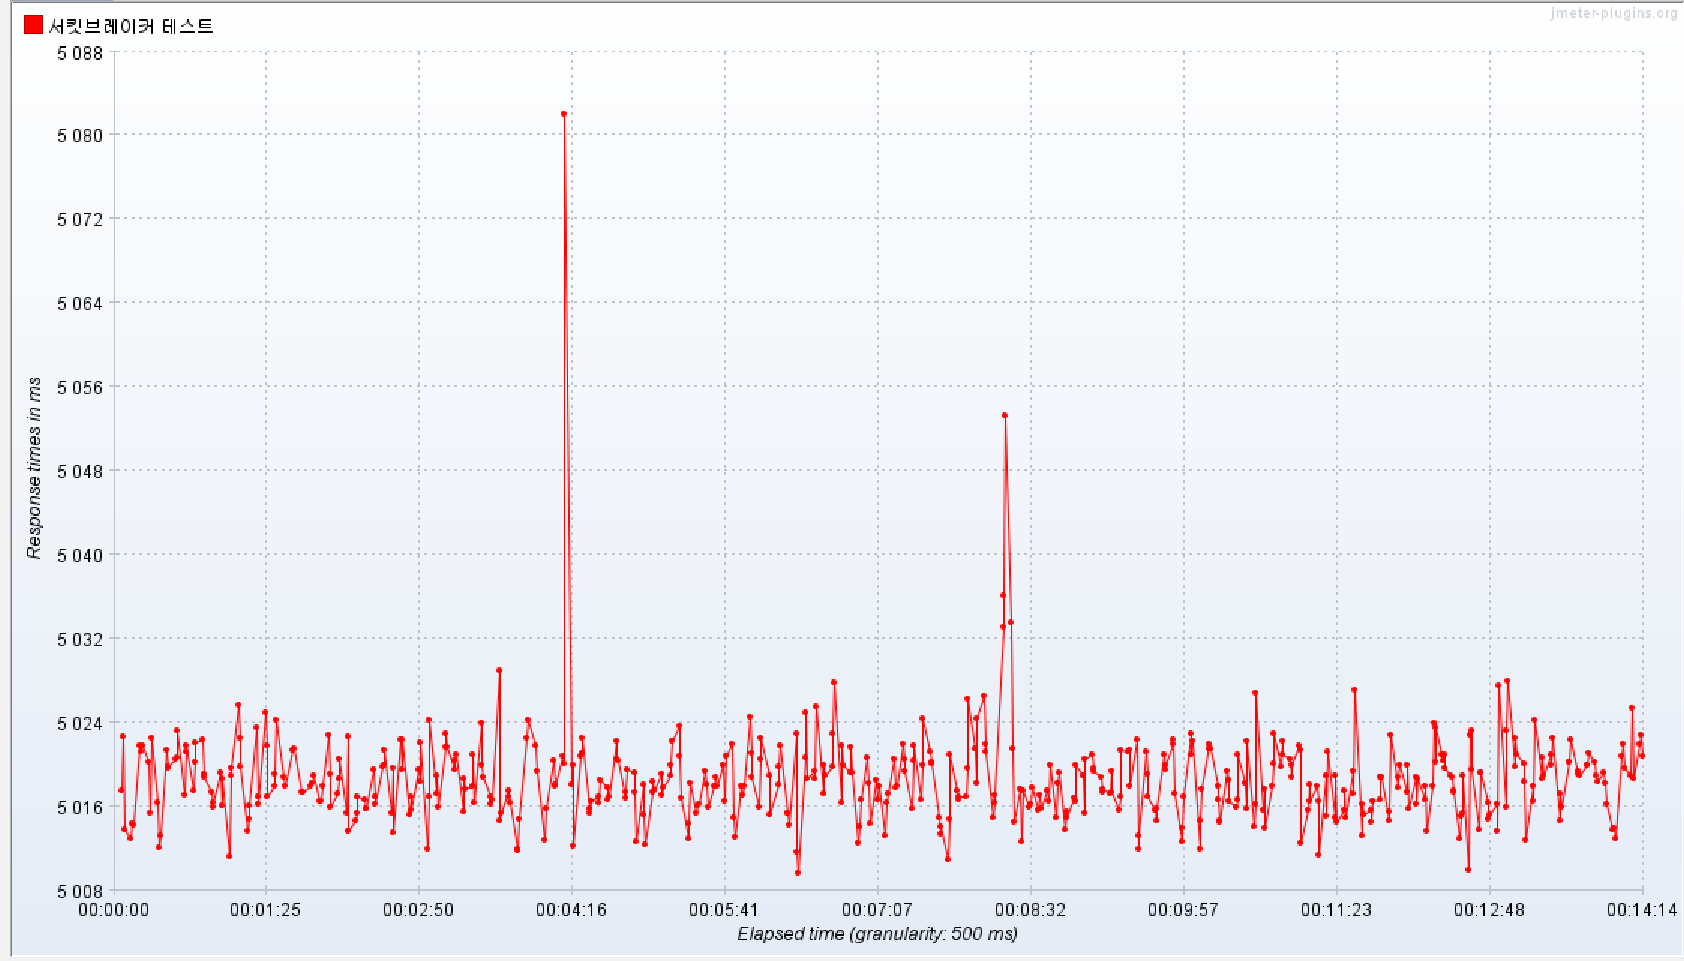 jmeter-plugins.org
서킷브레이커 테스트
5 088
5 080
5 072
5 064
5 056
5 048
5 040
5 032
5 024
5 016
5 008
Response times in ms
00:00:00 00:01:25 00:02:50 00:04:16 00:05:41 00:07:07 00:08:32 00:09:57 00:11:23 00:12:48 00:14:14
Elapsed time (granularity: 500 ms)